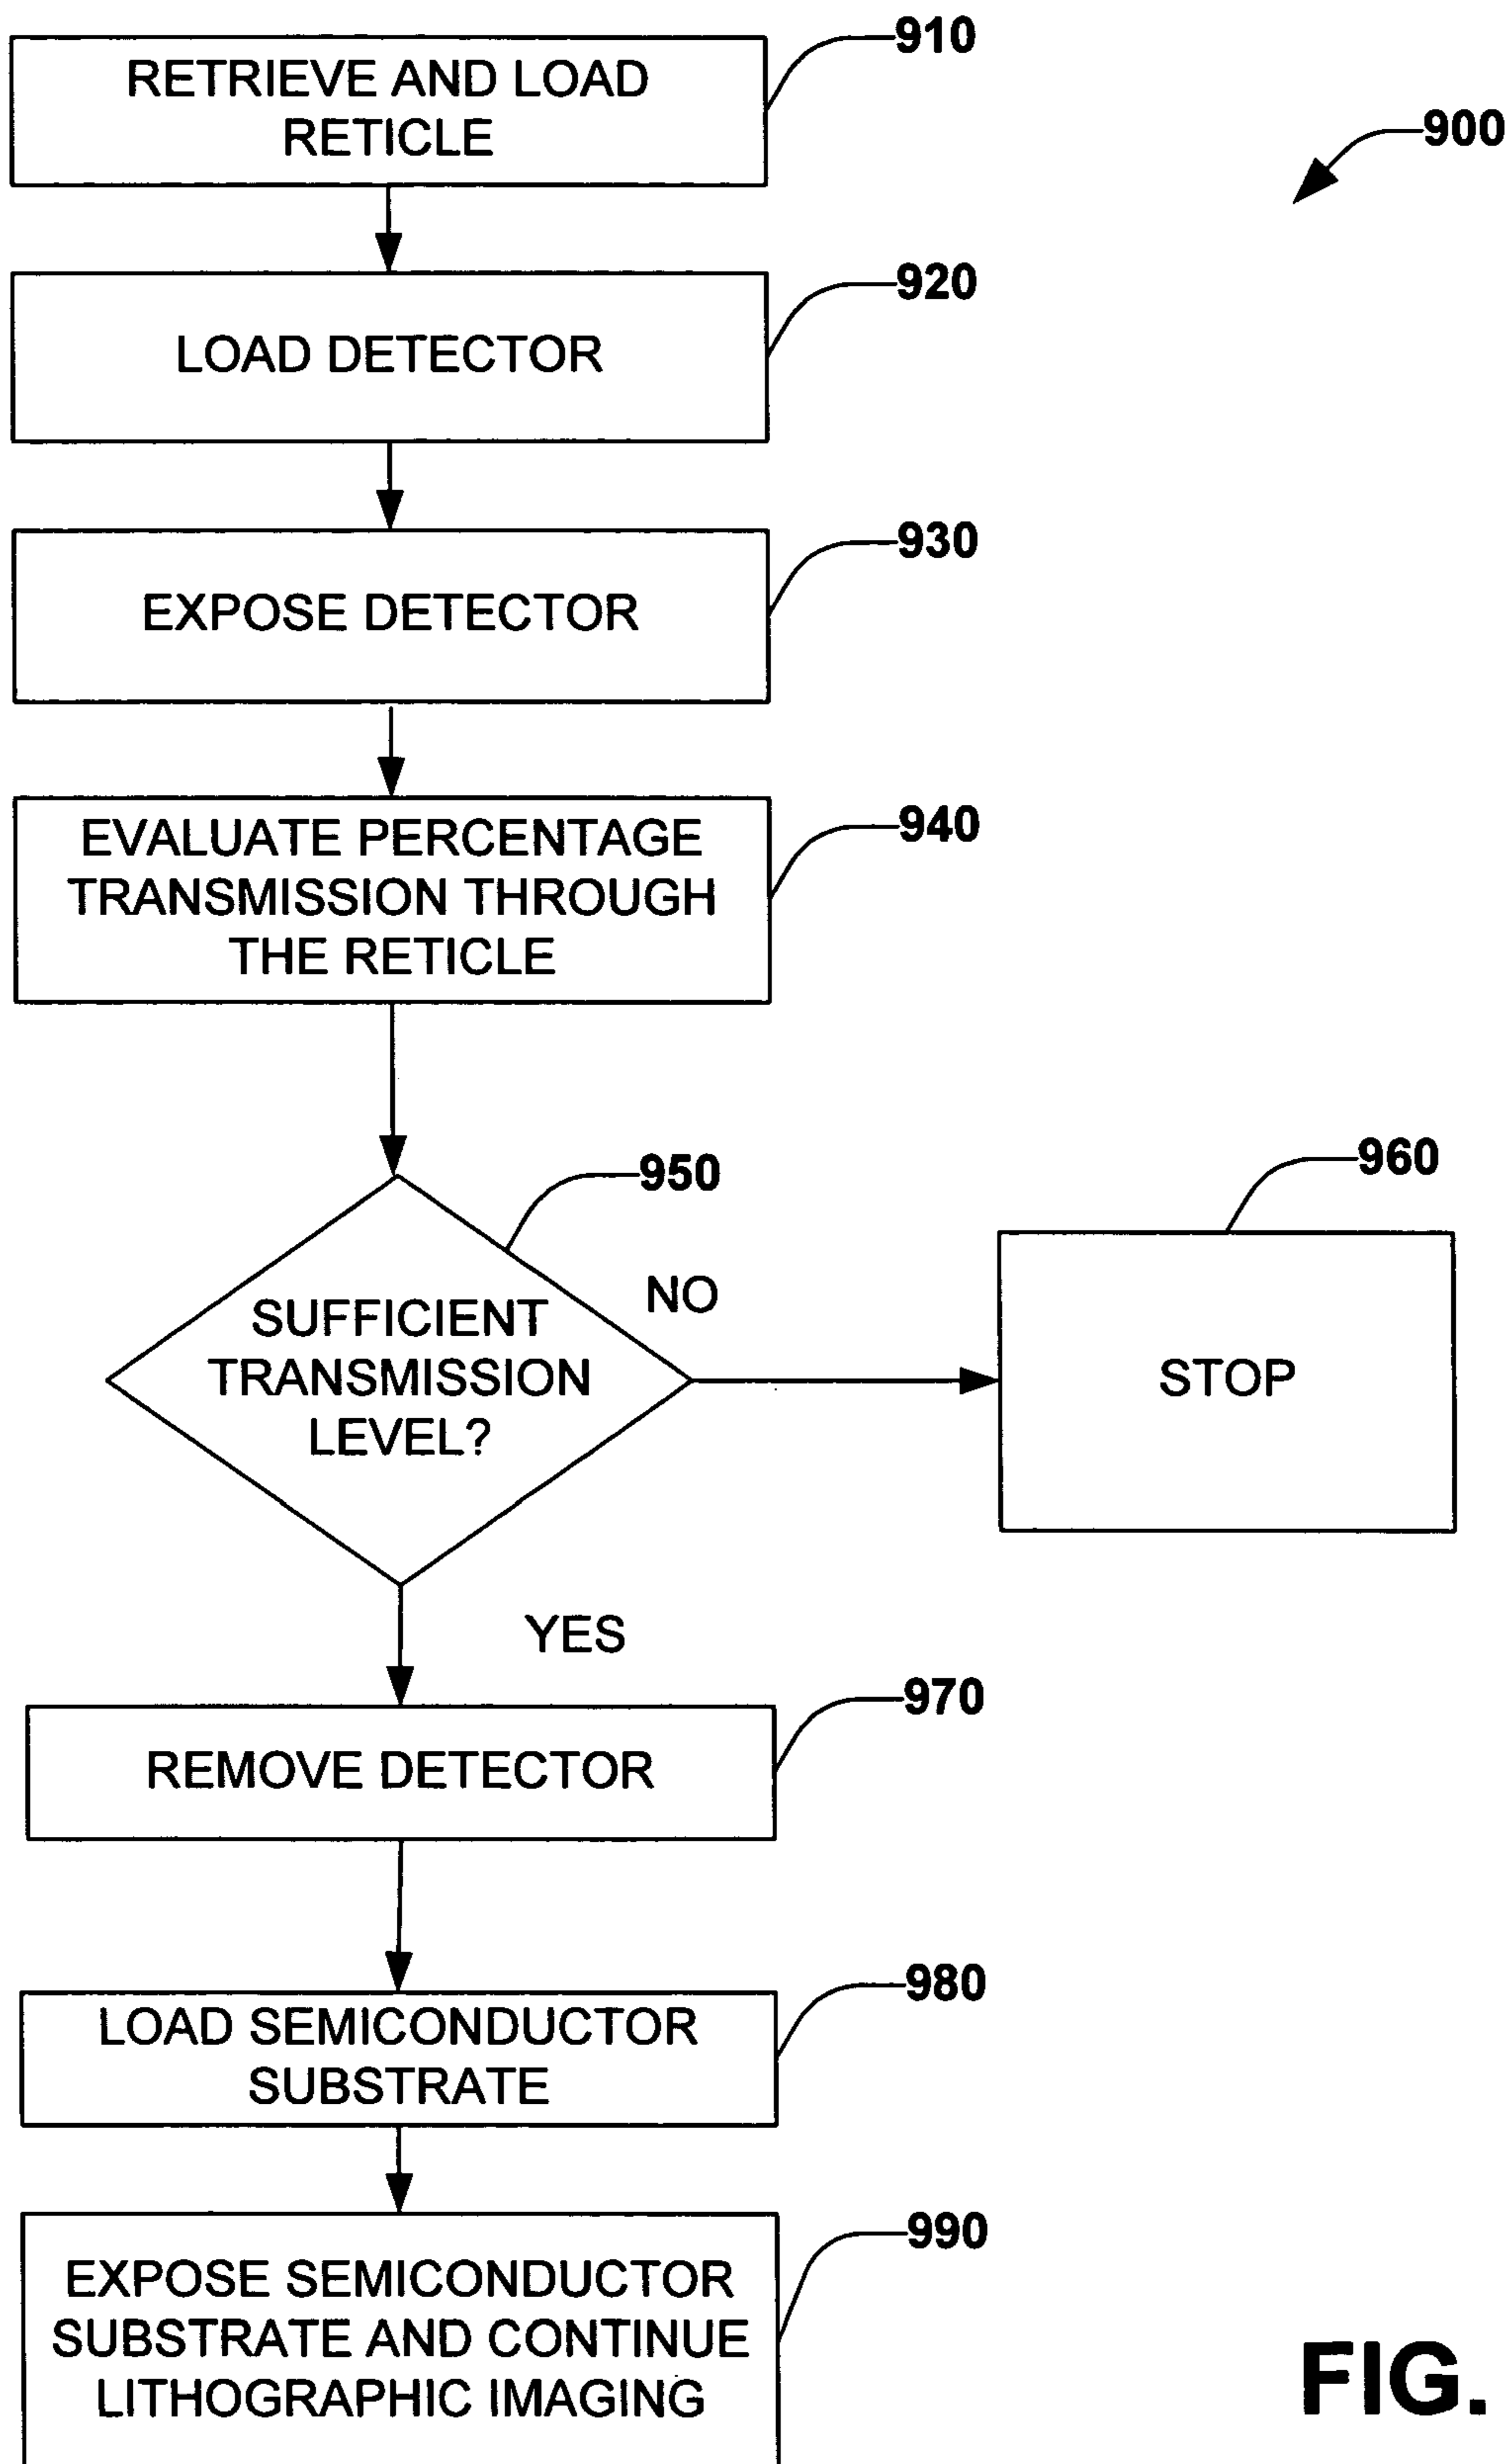 910
RETRIEVE AND LOAD
RETICLE
900
920
LOAD DETECTOR
930
EXPOSE DETECTOR
940
EVALUATE PERCENTAGE
TRANSMISSION THROUGH
THE RETICLE
950
960
NO
SUFFICIENT
TRANSMISSION
LEVEL?
STOP
YES
970
REMOVE DETECTOR
980
LOAD SEMICONDUCTOR
SUBSTRATE
990
EXPOSE SEMICONDUCTOR
SUBSTRATE AND CONTINUE
LITHOGRAPHIC IMAGING
FIG.